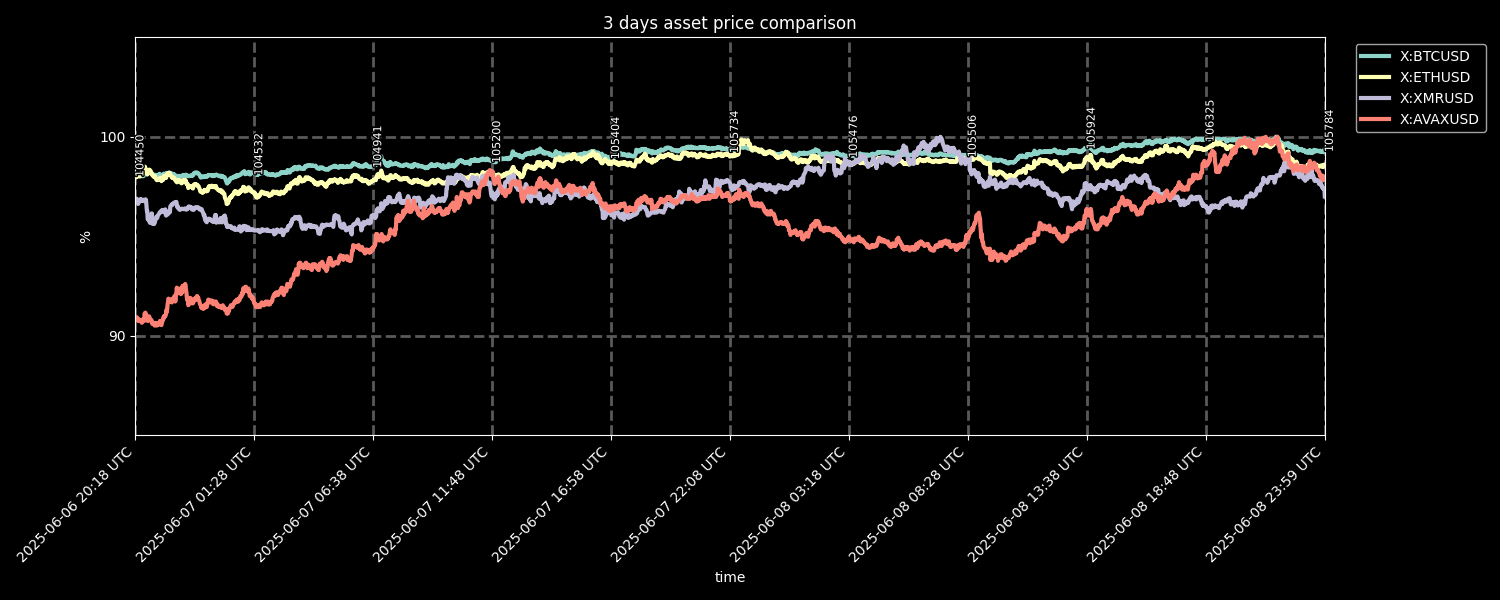 3 days asset price comparison
X:BTCUSD
X:ETHUSD
X:XMRUSD
X:AVAXUSD
100
90
%
104450
104532
104941
105200
105404
105734
105476
105506
105924
106325
105784
2025-06-06 20:18 UTC
2025-06-07 01:28 UTC
2025-06-07 06:38 UTC
2025-06-07 11:48 UTC
2025-06-07 16:58 UTC
2025-06-07 22:08 UTC
2025-06-08 03:18 UTC
2025-06-08 08:28 UTC
2025-06-08 13:38 UTC
2025-06-08 18:48 UTC
2025-06-08 23:59 UTC
time